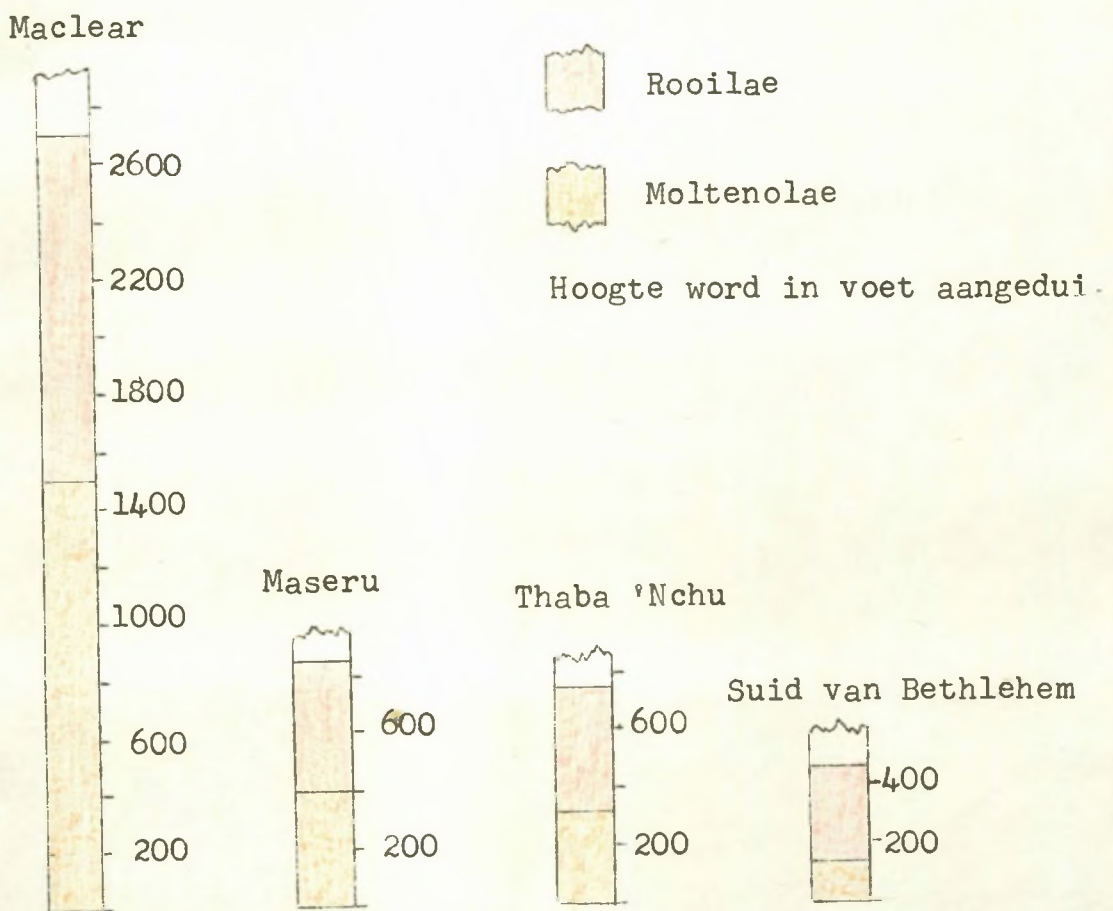 Maclear
Rooilae
Moltenolae
Hoogte word in voet aangedui.
2600
2200
1800
1400
1000
600
200
Maseru
600
200
Thaba 'Nchu
600
200
Suid van Bethlehem
400
200